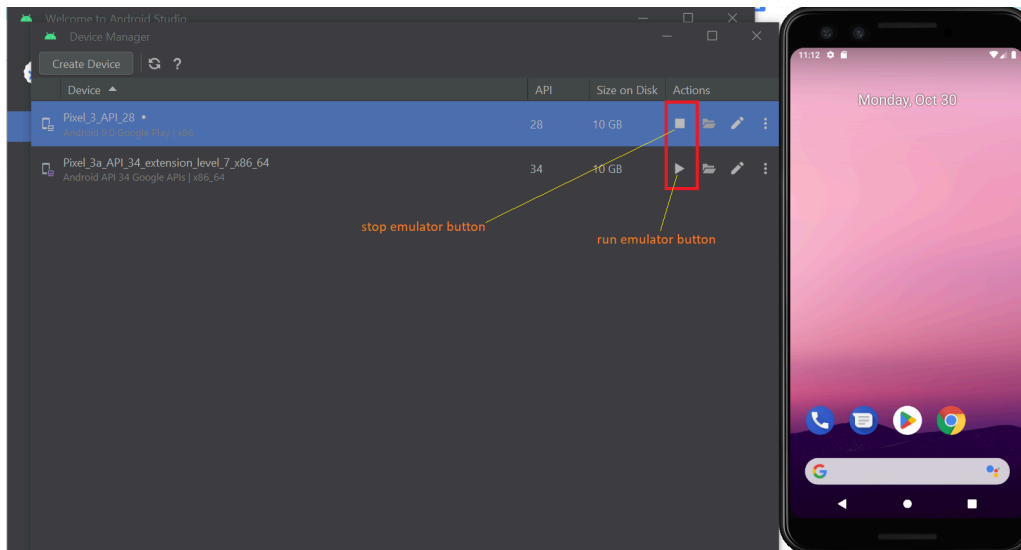 Welcome to Android Studio
Device Manager
Create Device
?
Device API Size on Disk Actions
Pixel_3_API_28 •
Android 9.0 Google Play | x86
28 10 GB
Pixel_3a_API_34_extension_level_7_x86_64
Android API 34 Google APIs | x86_64
34 10 GB
stop emulator button
run emulator button
11:12
Monday, Oct 30
G